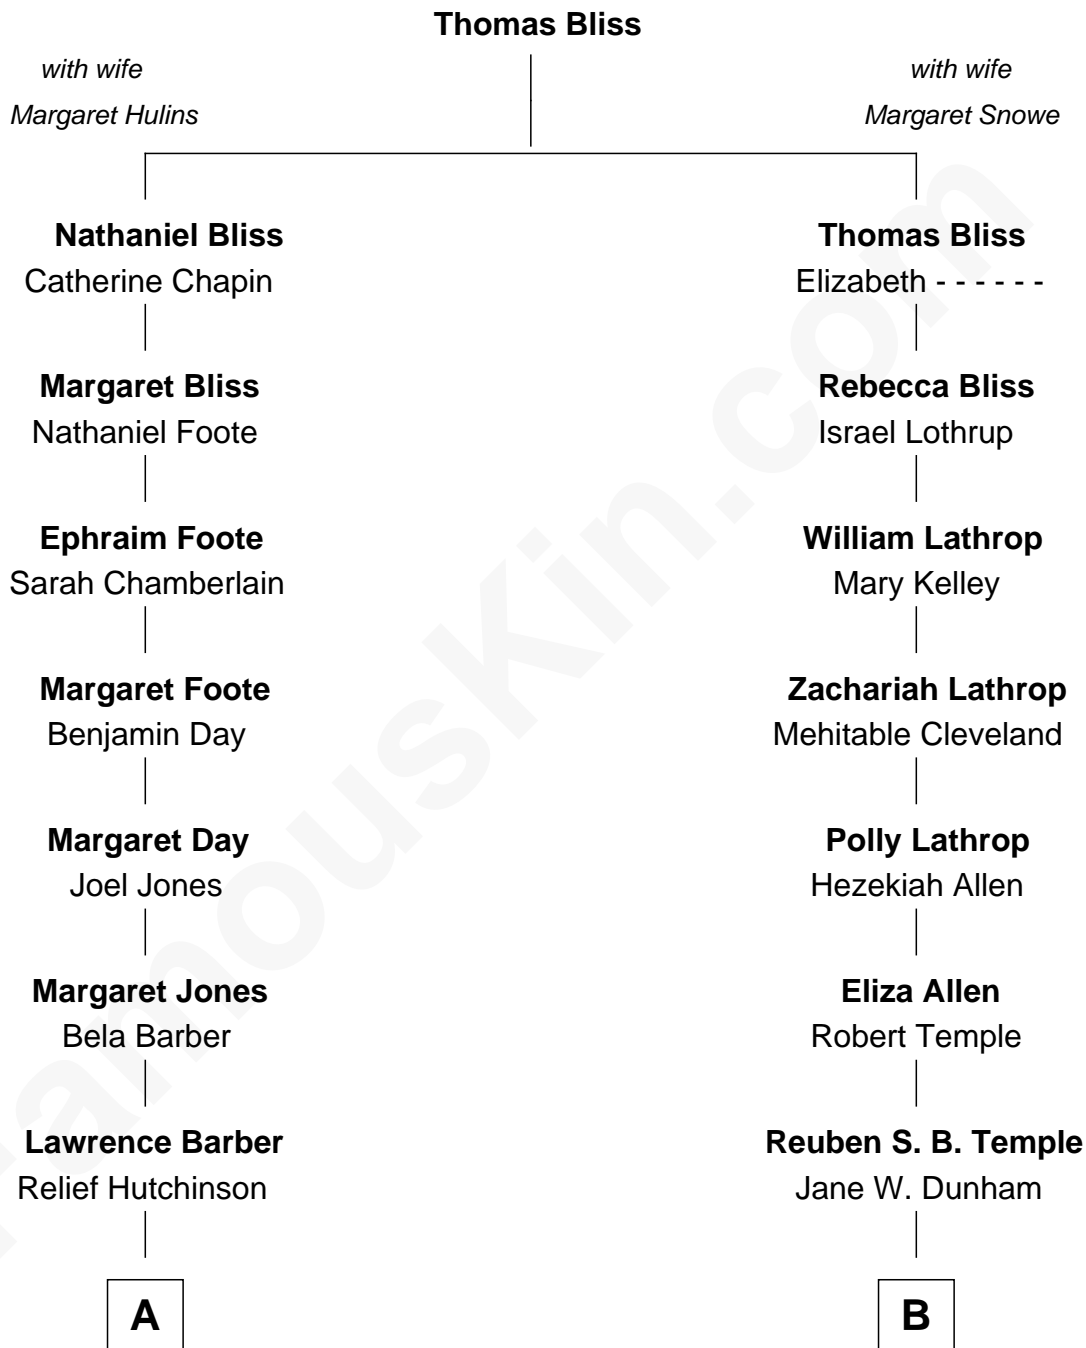 Thomas Bliss
with wife
Margaret Hulins
with wife
Margaret Snowe
Nathaniel Bliss
Catherine Chapin
Thomas Bliss
Elizabeth - - - - - -
Margaret Bliss
Nathaniel Foote
Rebecca Bliss
Israel Lothrup
Ephraim Foote
Sarah Chamberlain
William Lathrop
Mary Kelley
Margaret Foote
Benjamin Day
Zachariah Lathrop
Mehitable Cleveland
Margaret Day
Joel Jones
Polly Lathrop
Hezekiah Allen
Margaret Jones
Bela Barber
Eliza Allen
Robert Temple
Lawrence Barber
Relief Hutchinson
Reuben S. B. Temple
Jane W. Dunham
A
B
FamousKin.com